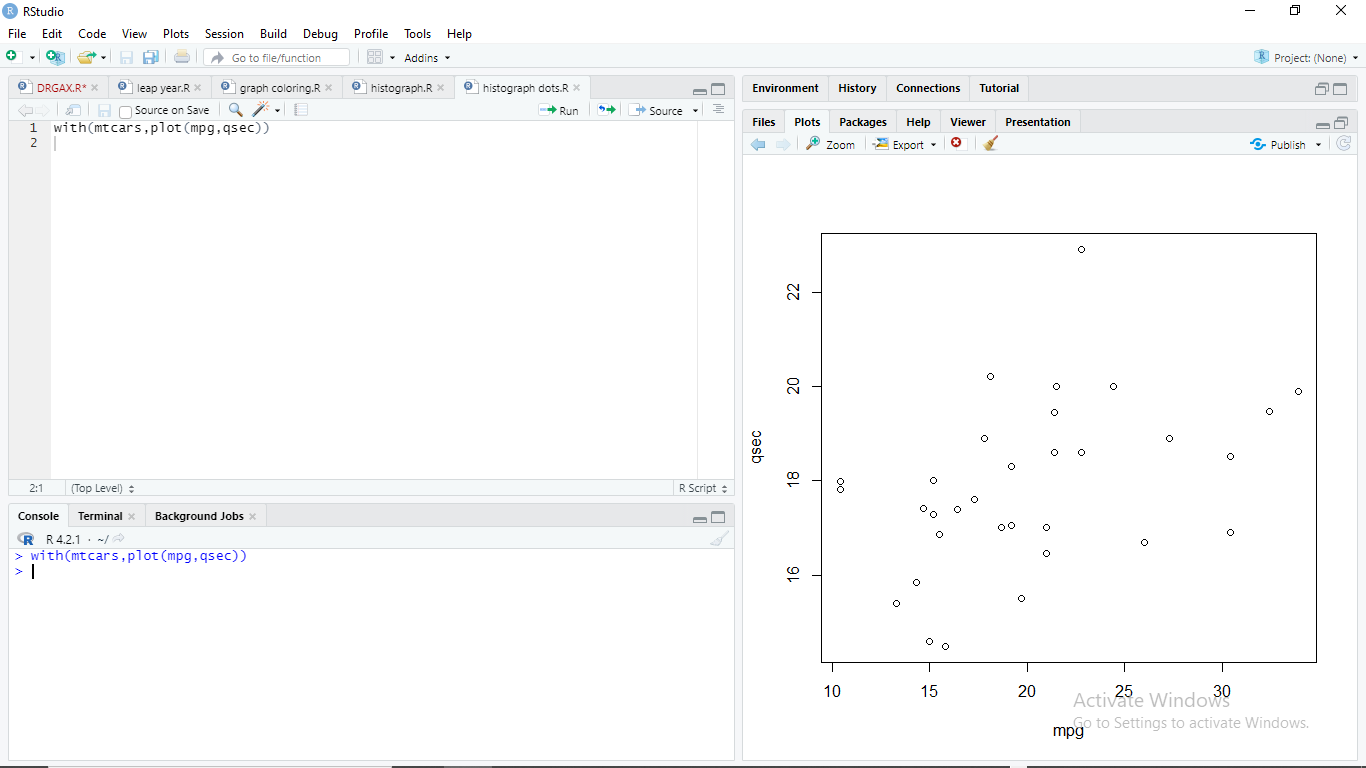 RStudio
File Edit Code View Plots Session Build Debug Profile Tools Help
Go to file/function Addins Project: (None)
DRGAX.R* leap year.R graph coloring.R histograph.R histograph dots.R
Source on Save Run Source
1 with(mtcars,plot(mpg,qsec))
2
2:1 (Top Level) R Script
Console Terminal Background Jobs
R 4.2.1 · ~/
> with(mtcars,plot(mpg,qsec))
>
Environment History Connections Tutorial
Files Plots Packages Help Viewer Presentation
Zoom Export Publish
22
20
18
16
qsec
10 15 20 25 30
mpg
Activate Windows
Go to Settings to activate Windows.